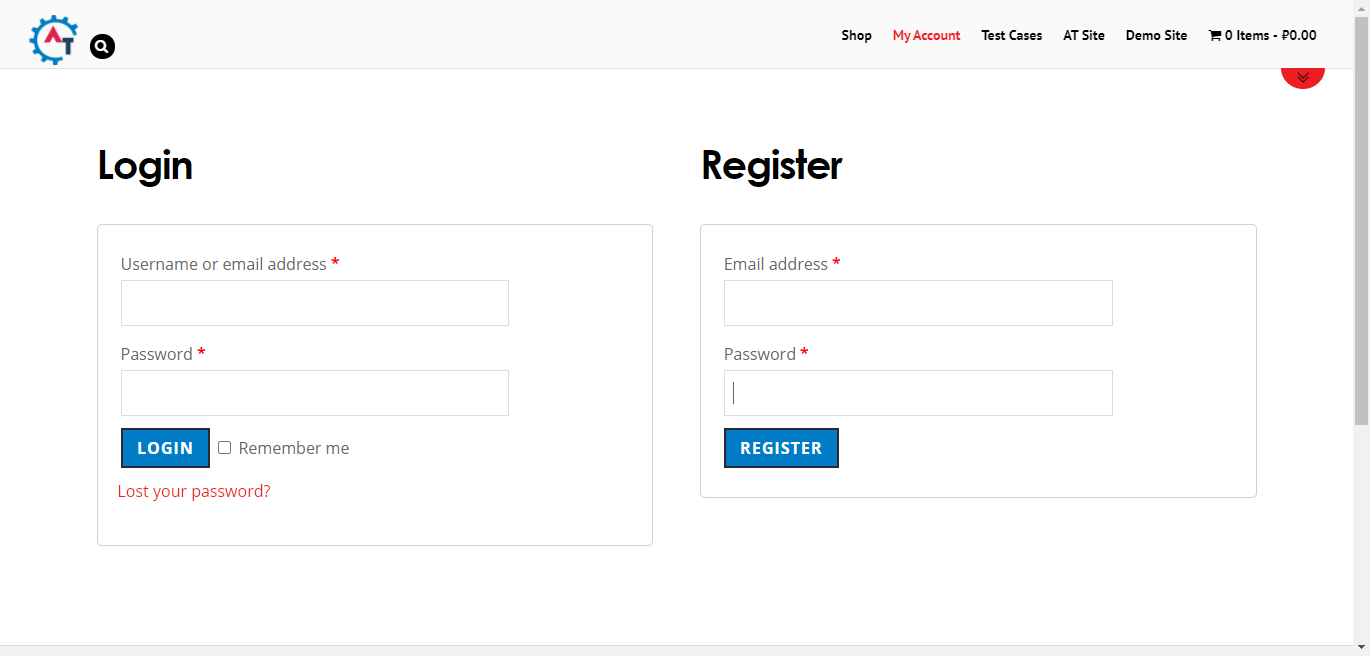 AT
Shop My Account Test Cases AT Site Demo Site 0 Items - ₽0.00
Login
Username or email address *
Password *
LOGIN Remember me
Lost your password?
Register
Email address *
Password *
REGISTER